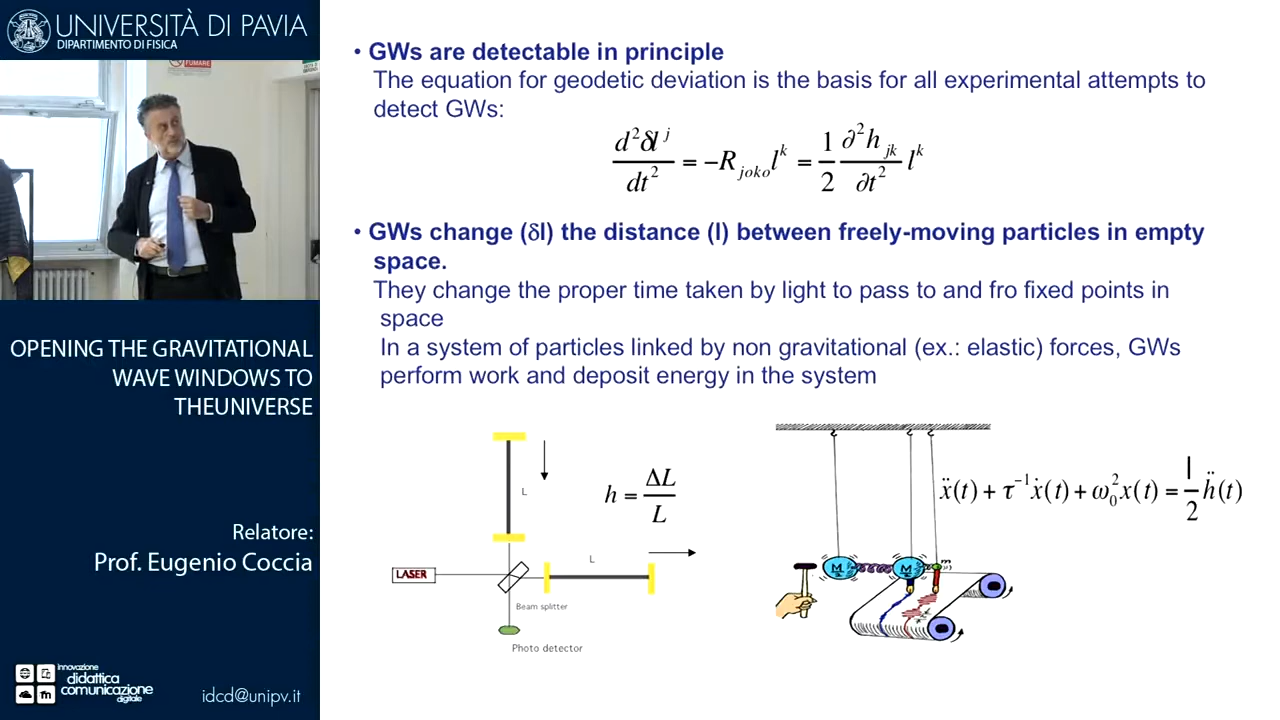 UNIVERSITÀ DI PAVIA
DIPARTIMENTO DI FISICA
FUMARE
OPENING THE GRAVITATIONAL
WAVE WINDOWS TO
THEUNIVERSE
Relatore:
Prof. Eugenio Coccia
innovazione
didattica
comunicazione
digitale
idcd@unipv.it
• GWs are detectable in principle
The equation for geodetic deviation is the basis for all experimental attempts to
detect GWs:
d²δl^j/dt² = −R_joko l^k = 1/2 ∂²h_jk/∂t² l^k
• GWs change (δl) the distance (l) between freely-moving particles in empty
space.
They change the proper time taken by light to pass to and fro fixed points in
space
In a system of particles linked by non gravitational (ex.: elastic) forces, GWs
perform work and deposit energy in the system
L
h = ΔL/L
L
LASER
Beam splitter
Photo detector
ẍ(t) + τ⁻¹ẋ(t) + ω₀²x(t) = 1/2 ḧ(t)
M
M
m